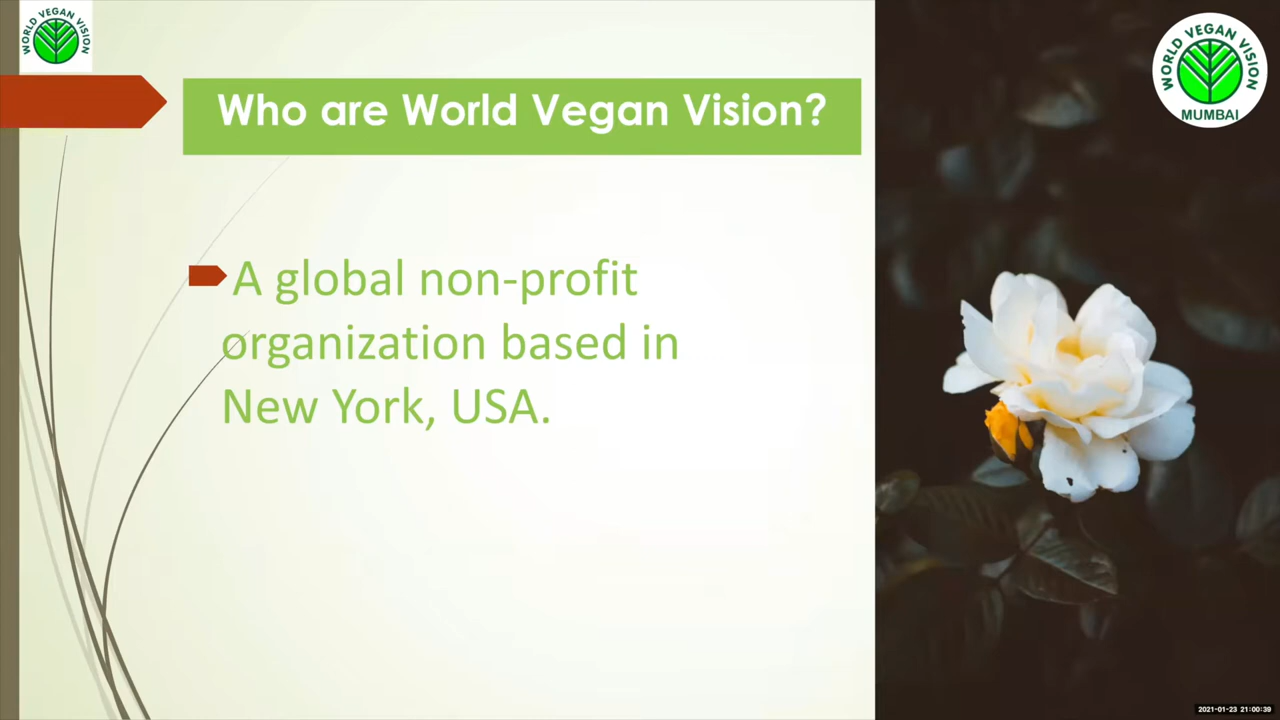 WORLD VEGAN VISION
WORLD VEGAN VISION
MUMBAI
Who are World Vegan Vision?
A global non-profit
organization based in
New York, USA.
2021-01-23 21:00:39